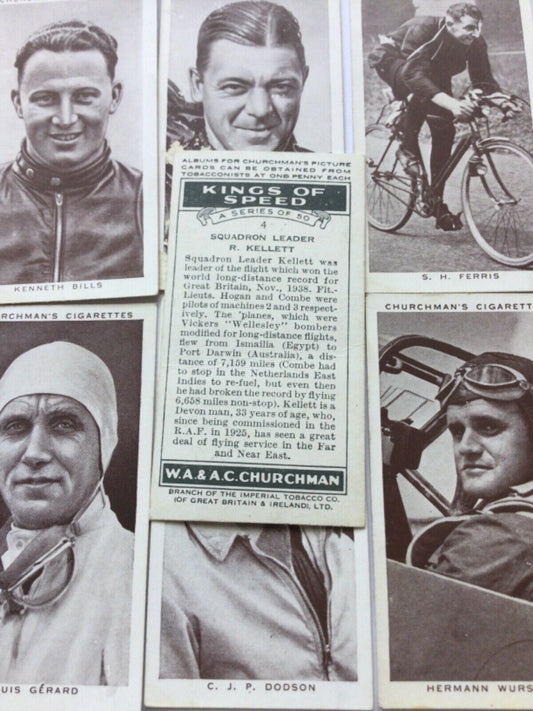 KENNETH BILLS
S. H. FERRIS
ALBUMS FOR CHURCHMAN'S PICTURE
CARDS CAN BE OBTAINED FROM
TOBACCONISTS AT ONE PENNY EACH
KINGS OF
SPEED
A SERIES OF 50
4
SQUADRON LEADER
R. KELLETT
Squadron Leader Kellett was
leader of the flight which won the
world long-distance record for
Great Britain, Nov., 1938. Flt.-
Lieuts. Hogan and Combe were
pilots of machines 2 and 3 respect-
ively. The 'planes, which were
Vickers "Wellesley" bombers
modified for long-distance flights,
flew from Ismailia (Egypt) to
Port Darwin (Australia), a dis-
tance of 7,159 miles (Combe had
to stop in the Netherlands East
Indies to re-fuel, but even then
he had broken the record by flying
6,658 miles non-stop). Kellett is a
Devon man, 33 years of age, who,
since being commissioned in the
R.A.F. in 1925, has seen a great
deal of flying service in the Far
and Near East.
W.A.& A.C.CHURCHMAN
BRANCH OF THE IMPERIAL TOBACCO CO.
(OF GREAT BRITAIN & IRELAND), LTD.
RCHMAN'S CIGARETTES
CHURCHMAN'S CIGARETTE
UIS GÉRARD
C. J. P. DODSON
HERMANN WURS